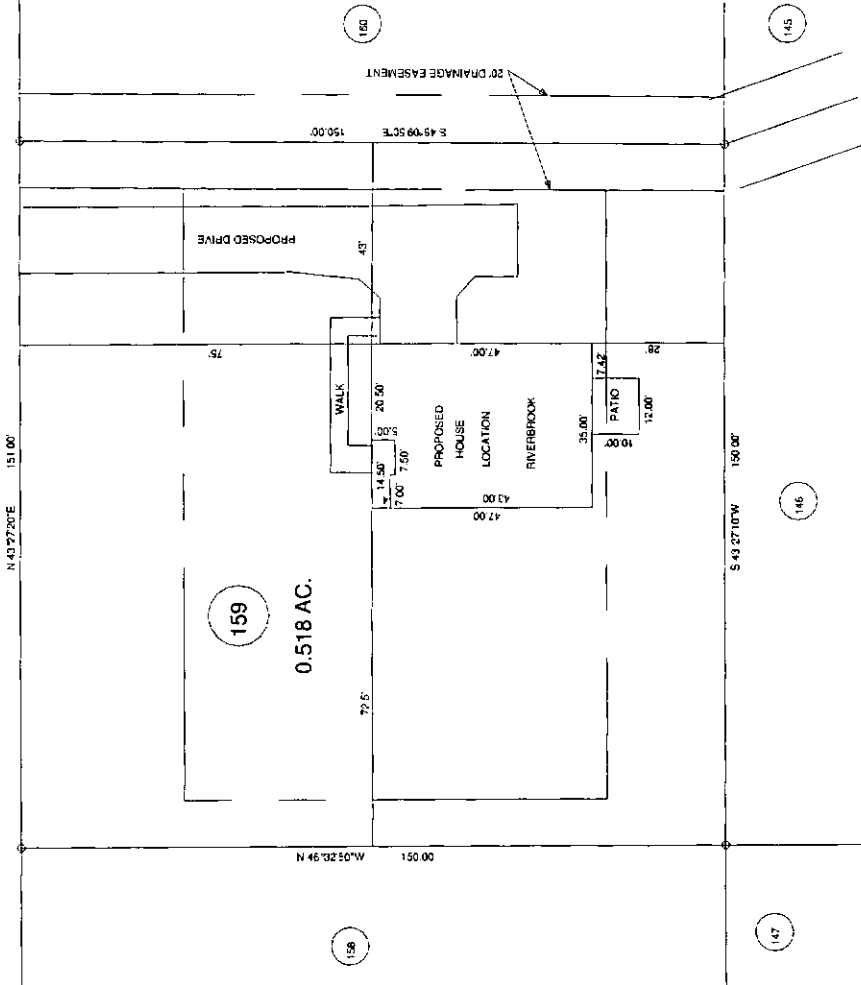 160
145
20' DRAINAGE EASEMENT
150.00'
PROPOSED DRIVE
43'
75'
47.00'
28'
WALK
20.50'
5.00'
7.50'
14.50'
7.00'
PROPOSED
HOUSE
LOCATION
RIVERBROOK
35.00'
7.42'
PATIO
10.00'
12.00'
43.00
47.00'
N 43°27'20"E 151.00'
159
0.518 AC.
72.5'
S 43°27'10"W 150.00'
146
N 46°32'50"W 150.00
158
147